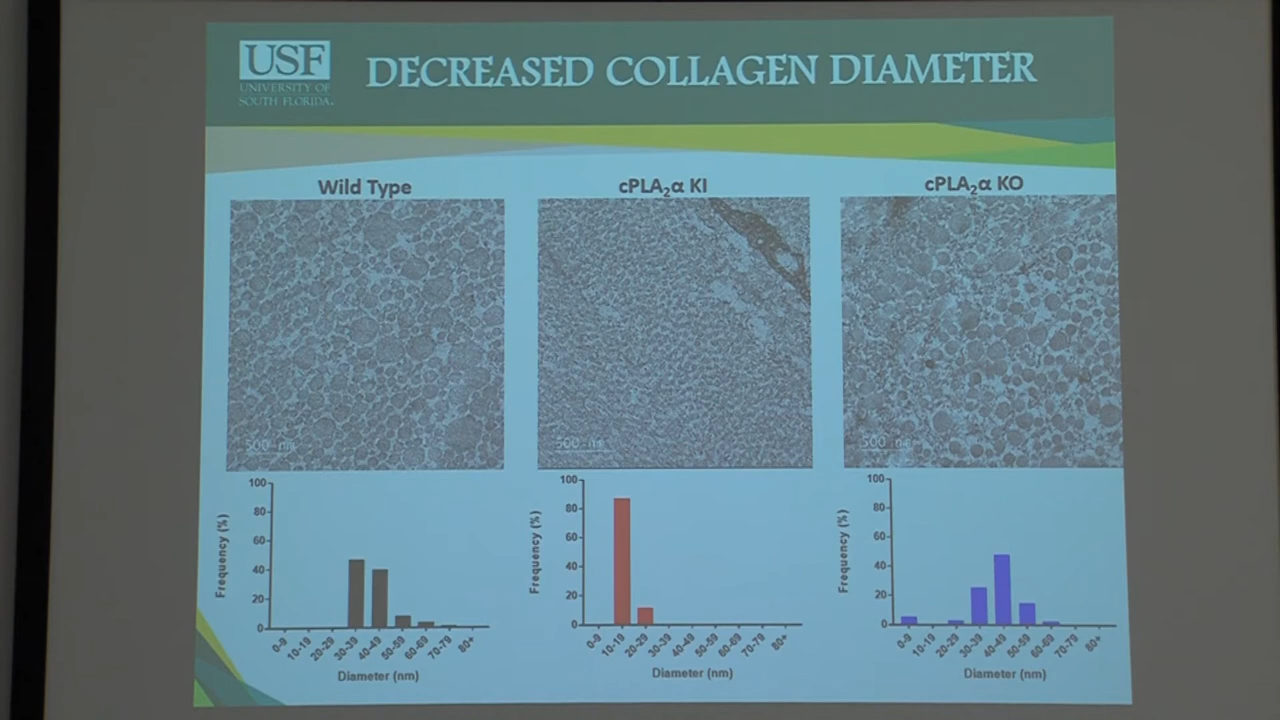 USF
UNIVERSITY OF
SOUTH FLORIDA.
DECREASED COLLAGEN DIAMETER
Wild Type
cPLA₂α KI
cPLA₂α KO
500 nm
500 nm
500 nm
Frequency (%)
100
80
60
40
20
0
0-9
10-19
20-29
30-39
40-49
50-59
60-69
70-79
80+
Diameter (nm)
Frequency (%)
100
80
60
40
20
0
0-9
10-19
20-29
30-39
40-49
50-59
60-69
70-79
80+
Diameter (nm)
Frequency (%)
100
80
60
40
20
0
0-9
10-19
20-29
30-39
40-49
50-59
60-69
70-79
80+
Diameter (nm)